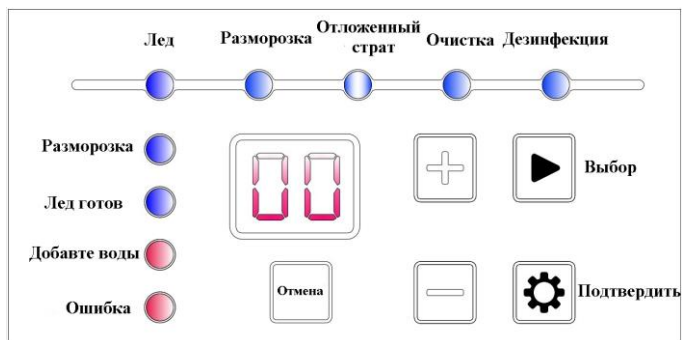 Лед
Разморозка
Отложенный
страт
Очистка
Дезинфекция
Разморозка
Лед готов
Добавте воды
Ошибка
00
Отмена
Выбор
Подтвердить